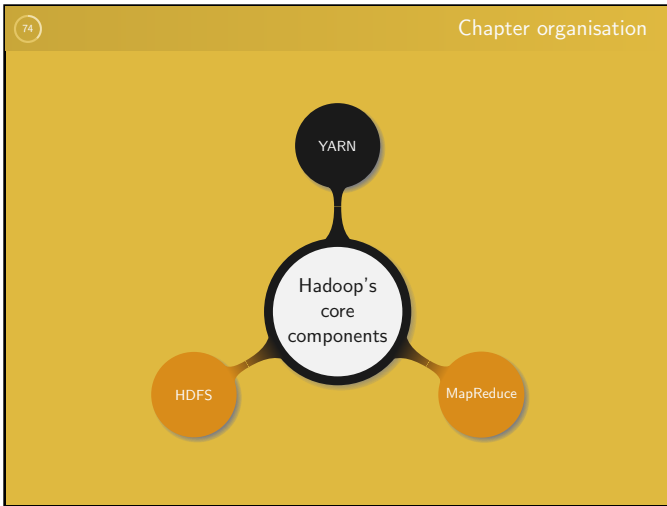 74
Chapter organisation
YARN
Hadoop's
core
components
HDFS
MapReduce